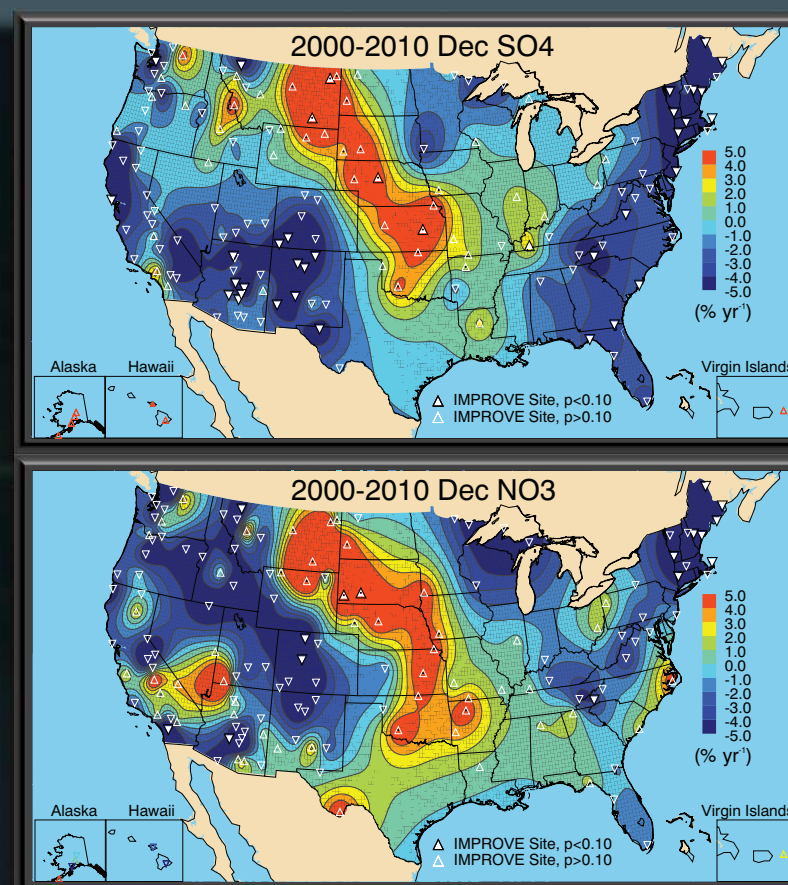 2000-2010 Dec SO4
5.0
4.0
3.0
2.0
1.0
0.0
-1.0
-2.0
-3.0
-4.0
-5.0
(% yr⁻¹)
Alaska
Hawaii
Virgin Islands
IMPROVE Site, p<0.10
IMPROVE Site, p>0.10
2000-2010 Dec NO3
5.0
4.0
3.0
2.0
1.0
0.0
-1.0
-2.0
-3.0
-4.0
-5.0
(% yr⁻¹)
Alaska
Hawaii
Virgin Islands
IMPROVE Site, p<0.10
IMPROVE Site, p>0.10